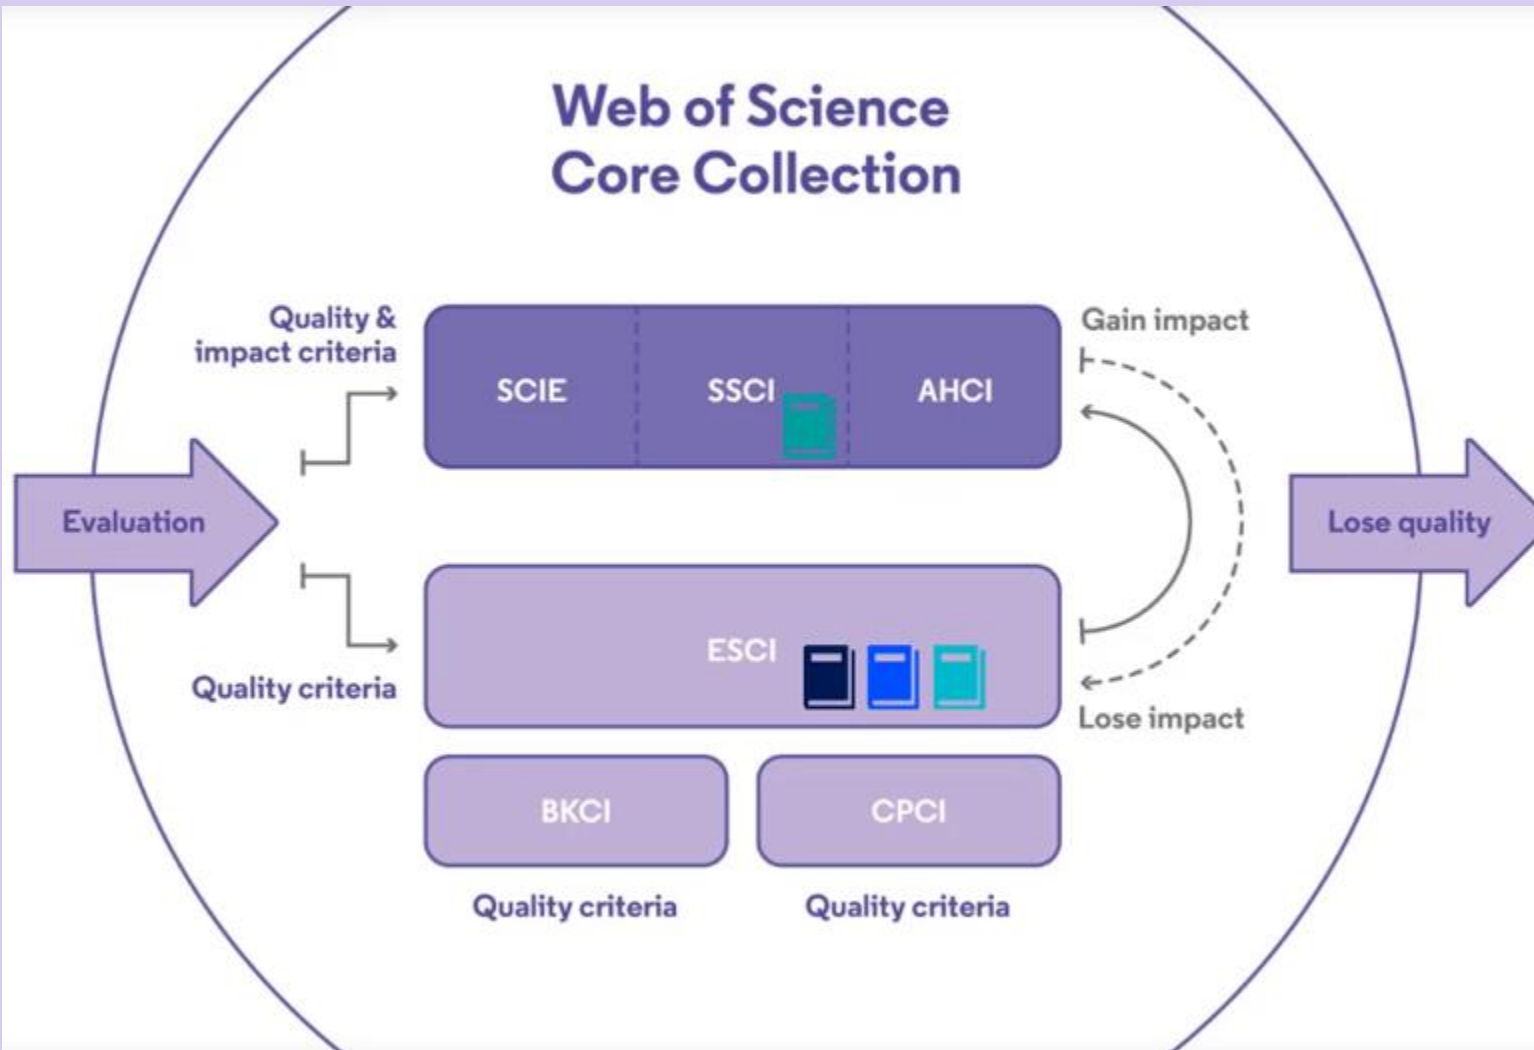 Web of Science
Core Collection
Quality &
impact criteria
SCIE
SSCI
AHCI
Gain impact
Evaluation
Lose quality
ESCI
Quality criteria
Lose impact
BKCI
CPCI
Quality criteria
Quality criteria